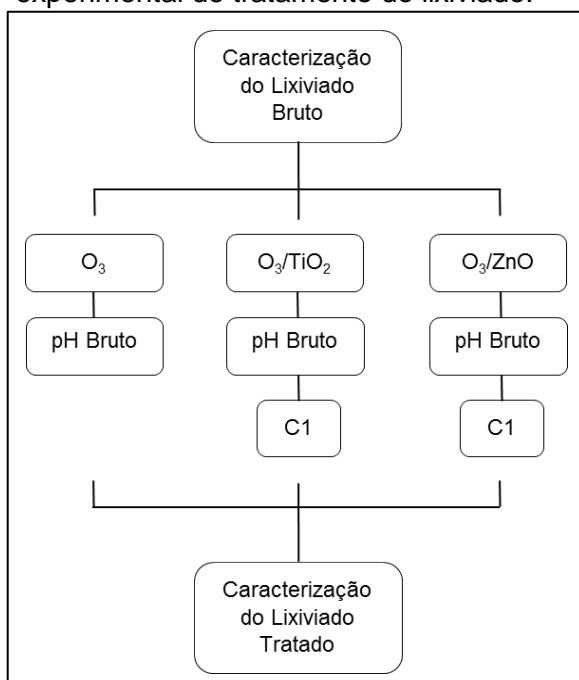 experimental de tratamento do lixiviado.
Caracterização
do Lixiviado
Bruto
O₃
O₃/TiO₂
O₃/ZnO
pH Bruto
pH Bruto
pH Bruto
C1
C1
Caracterização
do Lixiviado
Tratado